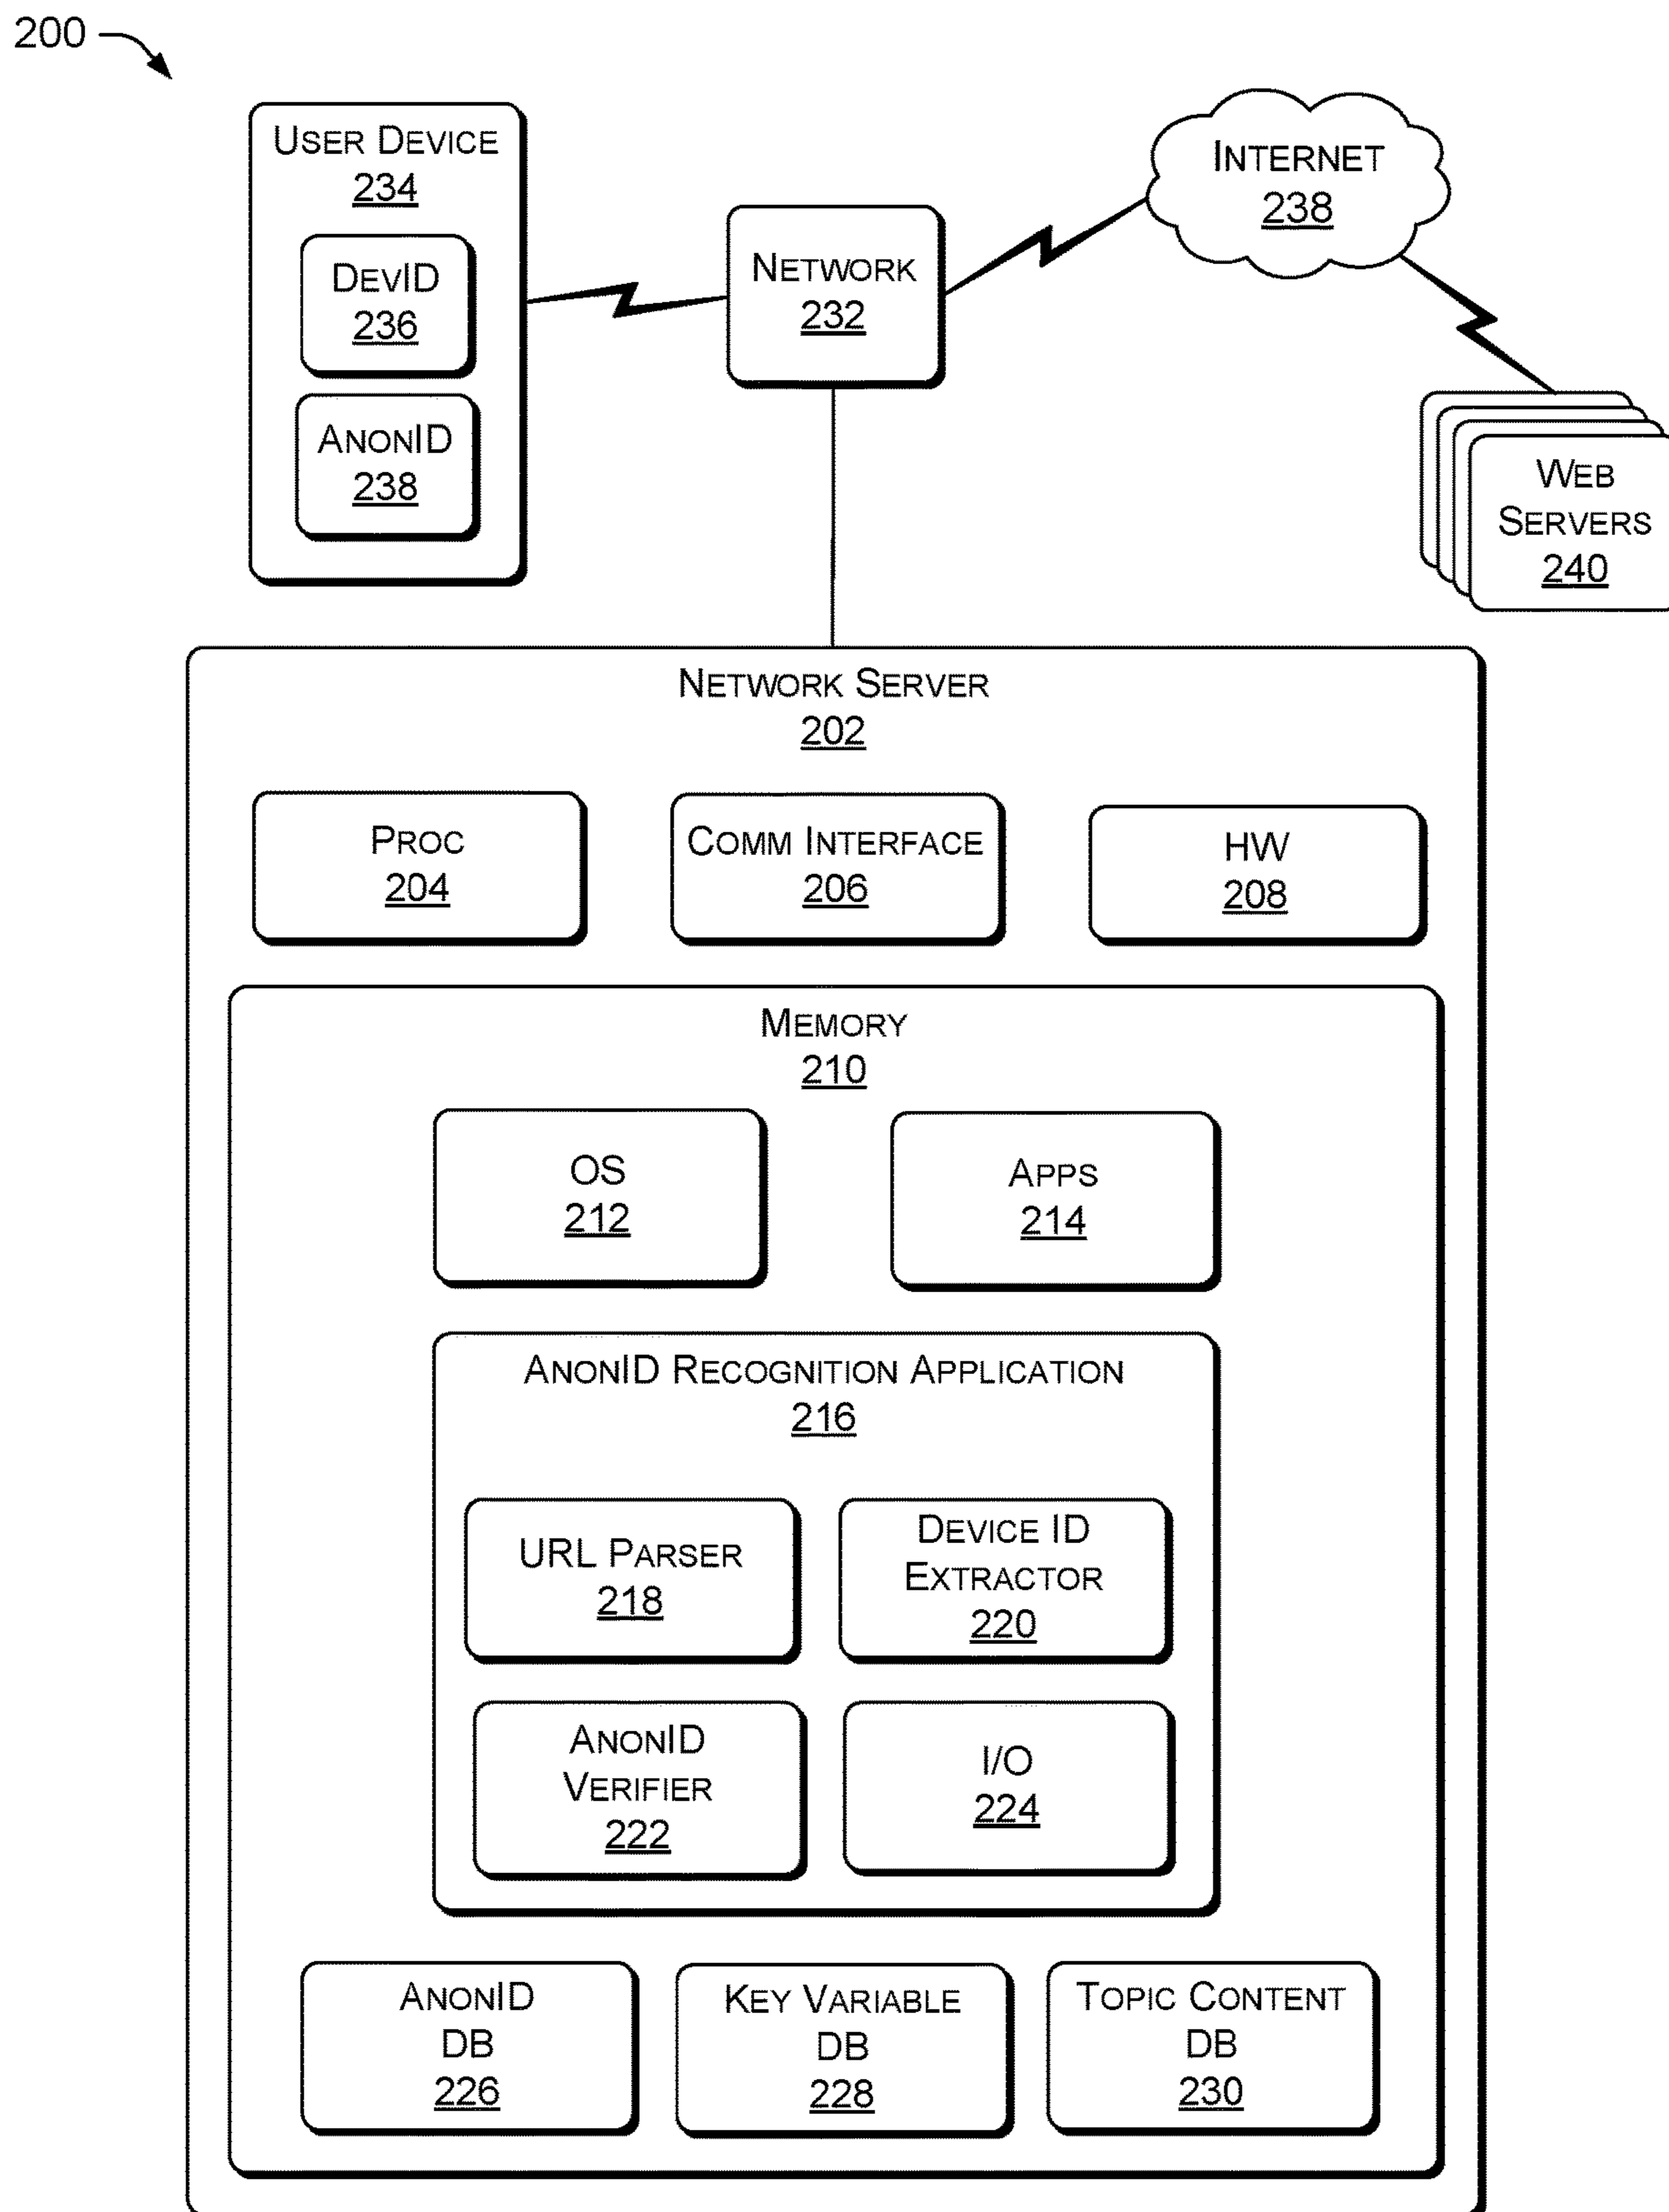 200
User Device
234
DevID
236
AnonID
238
Network
232
Internet
238
Web
Servers
240
Network Server
202
Proc
204
Comm Interface
206
HW
208
Memory
210
OS
212
Apps
214
AnonID Recognition Application
216
URL Parser
218
Device ID
Extractor
220
AnonID
Verifier
222
I/O
224
AnonID
DB
226
Key Variable
DB
228
Topic Content
DB
230